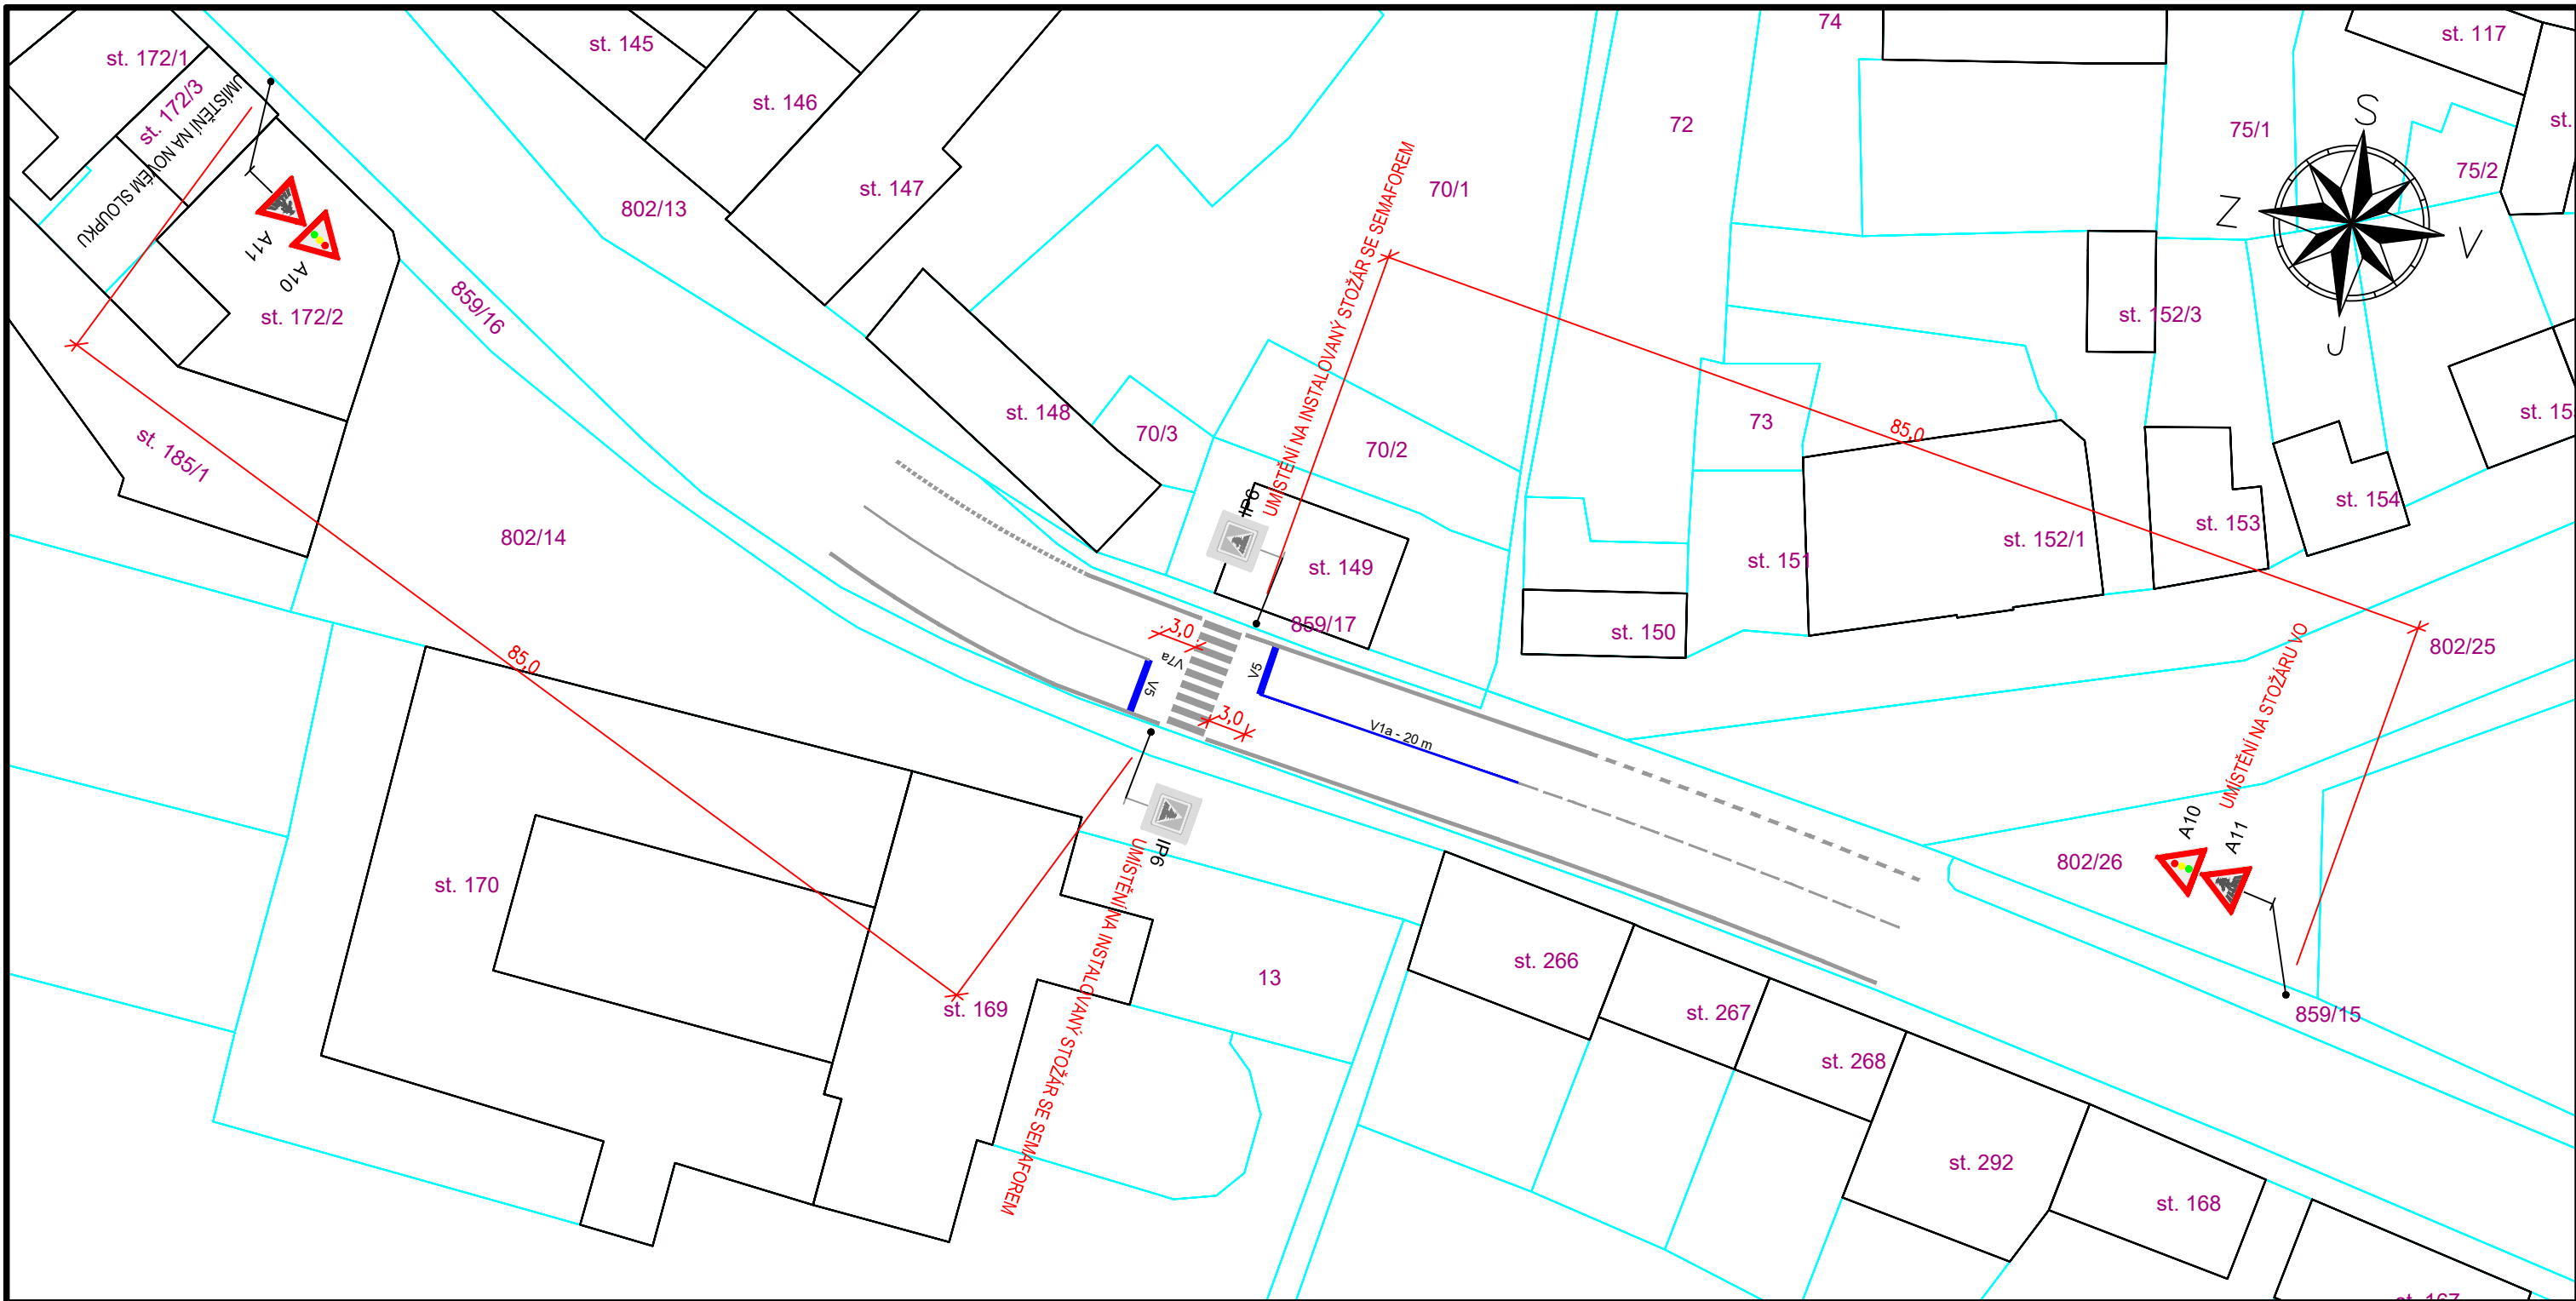 st. 172/1
st. 172/3
UMÍSTĚNÍ NA NOVÉM SLOUPKU
A11
A10
st. 172/2
st. 185/1
859/16
802/13
802/14
st. 145
st. 146
st. 147
st. 148
70/3
70/2
70/1
72
74
73
75/1
75/2
st. 117
st.
S
Z
V
J
st. 152/3
st. 15
st. 154
st. 153
st. 152/1
st. 151
st. 150
st. 149
859/17
IP6
UMÍSTĚNÍ NA INSTALOVANÝ STOŽÁR SE SEMAFOREM
85,0
85,0
3,0
V7a
V5
V5
3,0
V1a - 20 m
IP6
UMÍSTĚNÍ NA INSTALOVANÝ STOŽÁR SE SEMAFOREM
802/25
UMÍSTĚNÍ NA STOŽÁRU VO
A10
A11
802/26
859/15
st. 170
st. 169
13
st. 266
st. 267
st. 268
st. 292
st. 168
st. 167